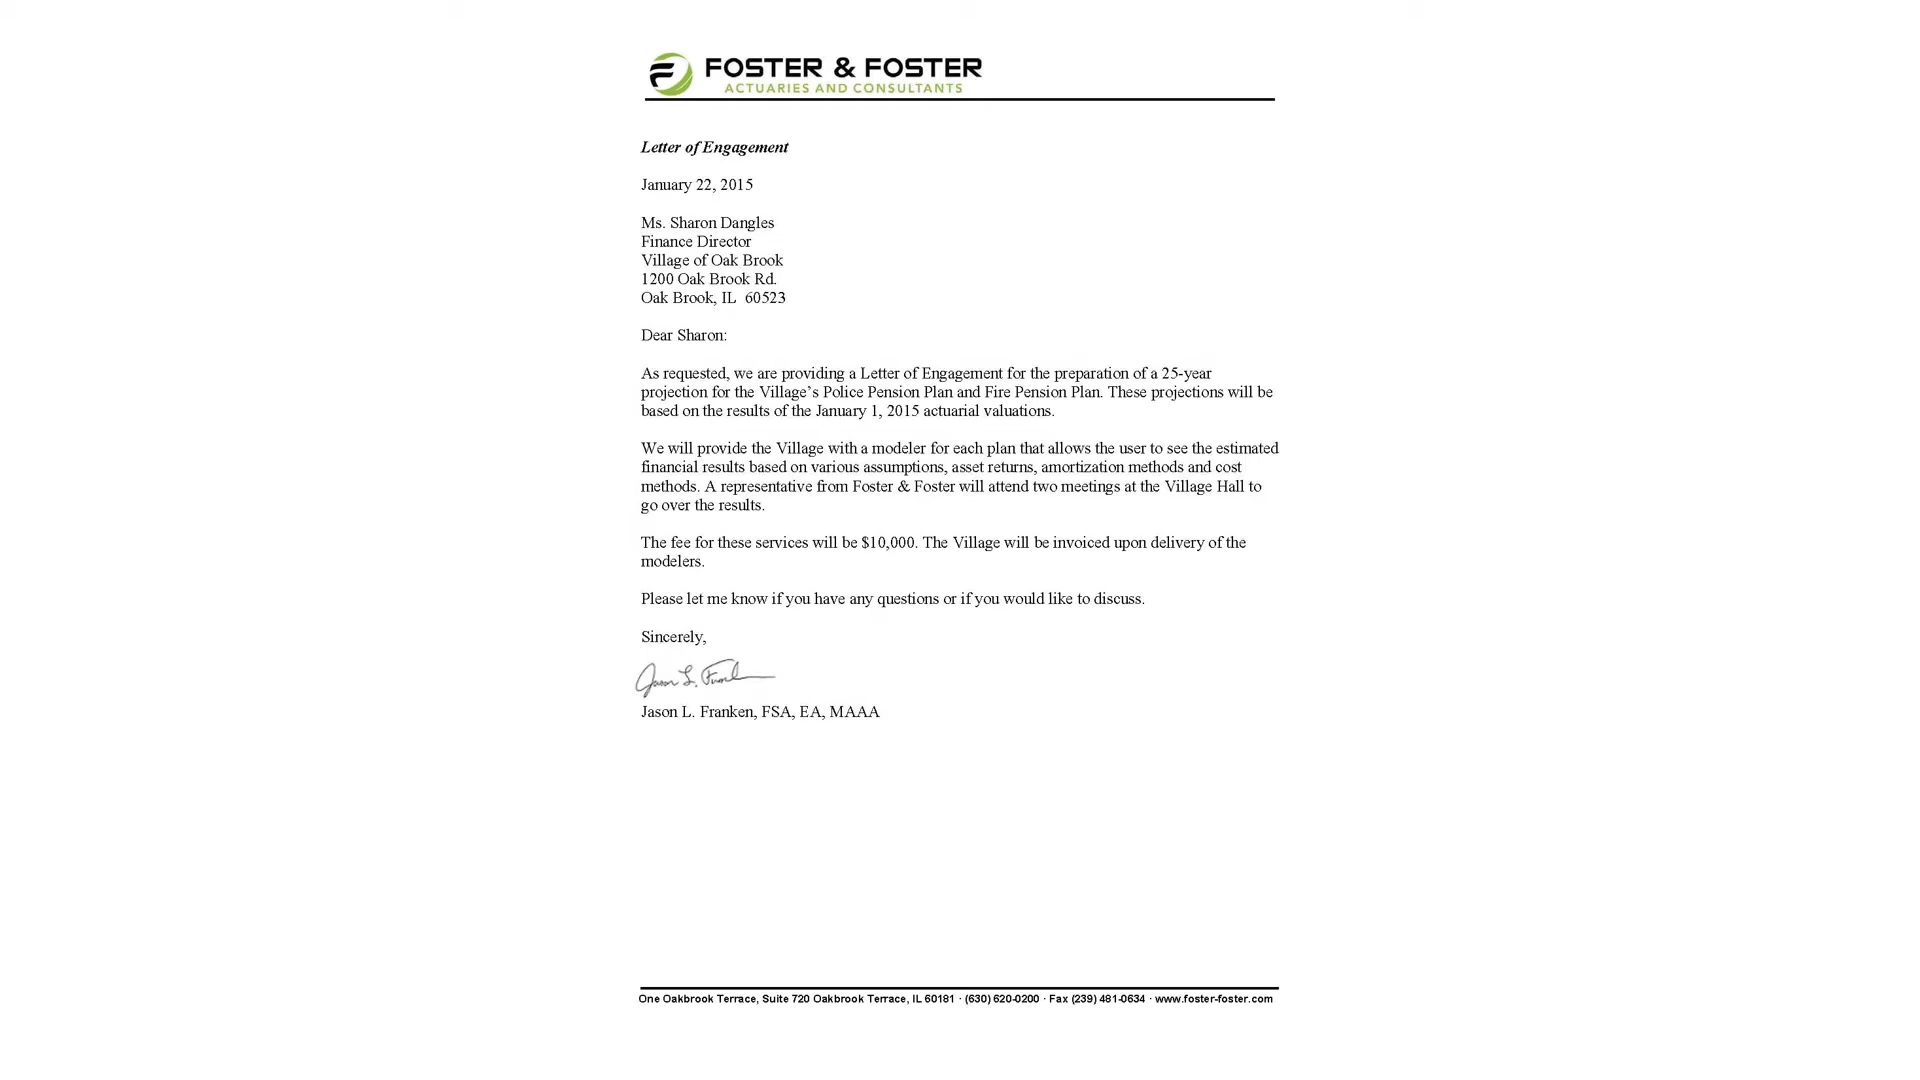 FOSTER & FOSTER
ACTUARIES AND CONSULTANTS
Letter of Engagement
January 22, 2015
Ms. Sharon Dangles
Finance Director
Village of Oak Brook
1200 Oak Brook Rd.
Oak Brook, IL  60523
Dear Sharon:
As requested, we are providing a Letter of Engagement for the preparation of a 25-year
projection for the Village’s Police Pension Plan and Fire Pension Plan. These projections will be
based on the results of the January 1, 2015 actuarial valuations.
We will provide the Village with a modeler for each plan that allows the user to see the estimated
financial results based on various assumptions, asset returns, amortization methods and cost
methods. A representative from Foster & Foster will attend two meetings at the Village Hall to
go over the results.
The fee for these services will be $10,000. The Village will be invoiced upon delivery of the
modelers.
Please let me know if you have any questions or if you would like to discuss.
Sincerely,
Jason L. Franken, FSA, EA, MAAA
One Oakbrook Terrace, Suite 720 Oakbrook Terrace, IL 60181 · (630) 620-0200 · Fax (239) 481-0634 · www.foster-foster.com